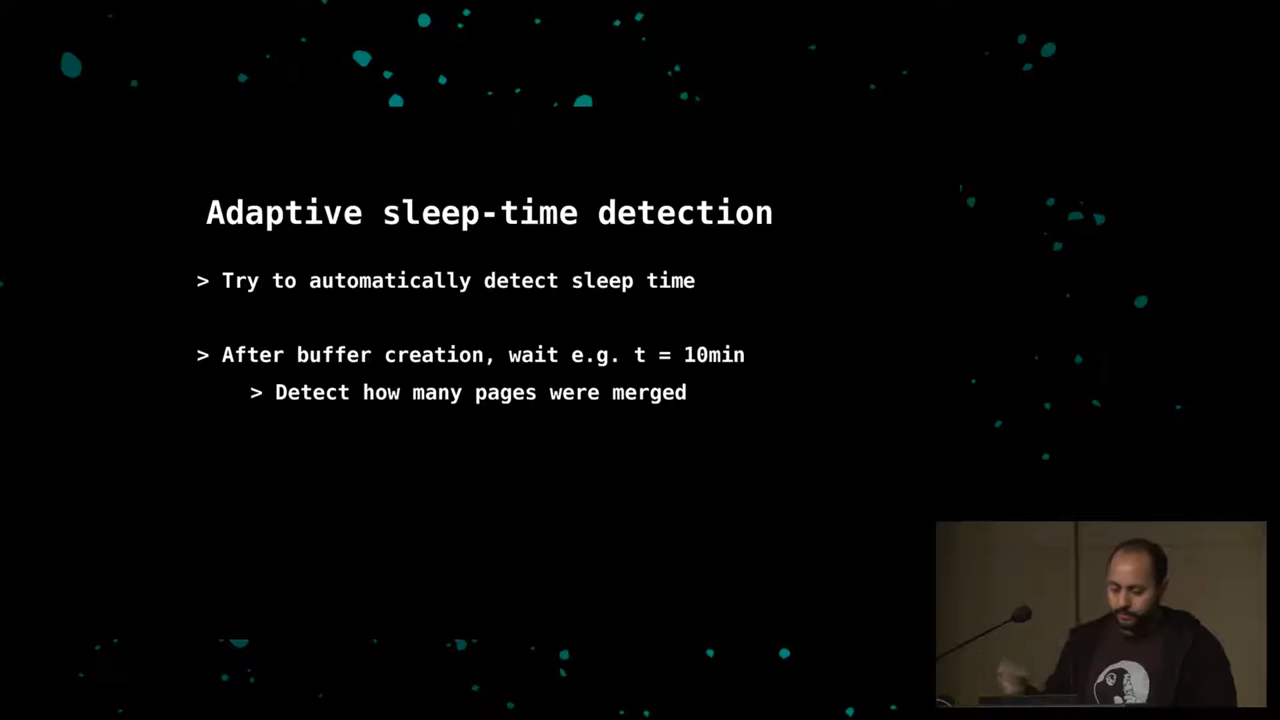 Adaptive sleep-time detection
> Try to automatically detect sleep time
> After buffer creation, wait e.g. t = 10min
> Detect how many pages were merged